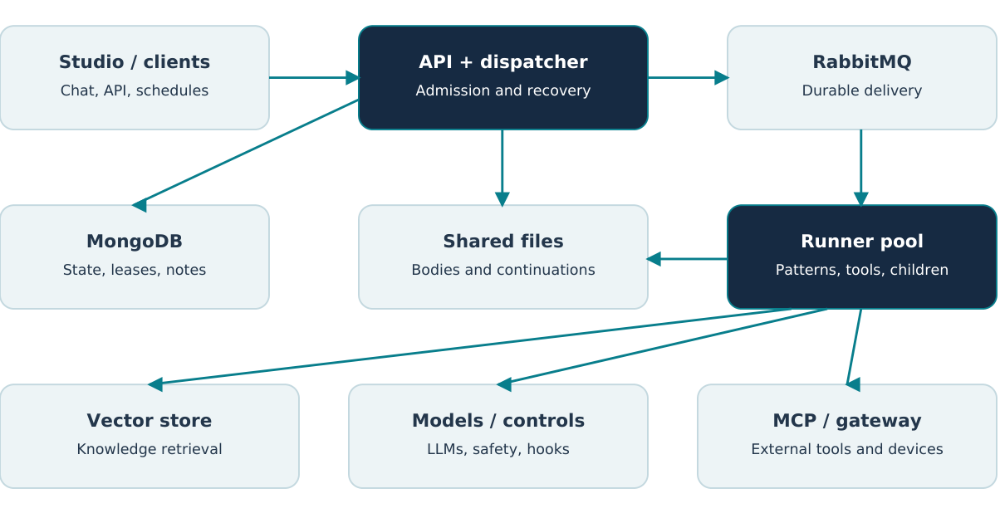 Studio / clients
Chat, API, schedules
API + dispatcher
Admission and recovery
RabbitMQ
Durable delivery
MongoDB
State, leases, notes
Shared files
Bodies and continuations
Runner pool
Patterns, tools, children
Vector store
Knowledge retrieval
Models / controls
LLMs, safety, hooks
MCP / gateway
External tools and devices